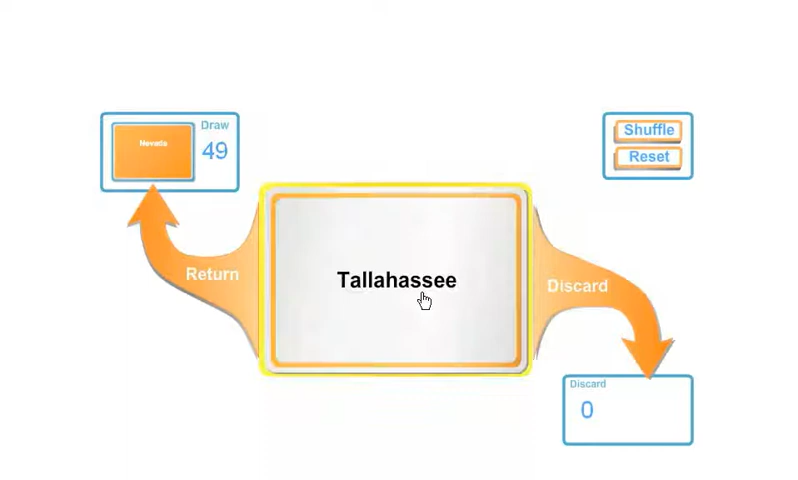 Nevada
Draw
49
Shuffle
Reset
Return
Tallahassee
Discard
Discard
0